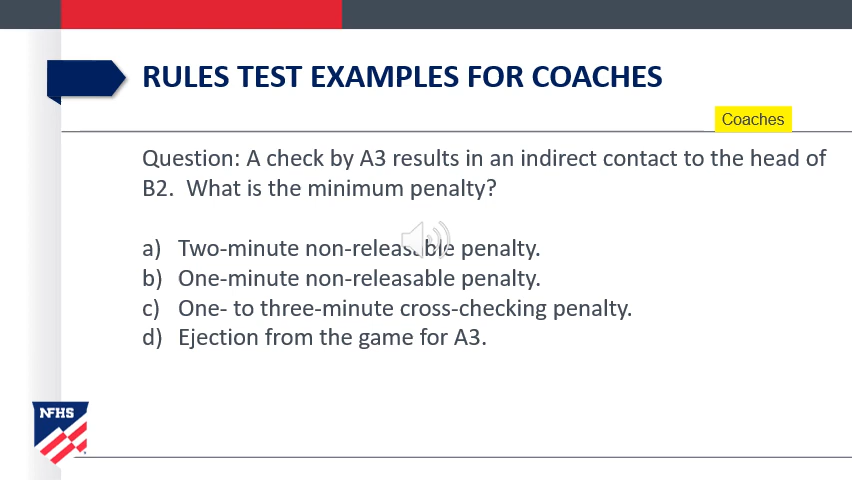 RULES TEST EXAMPLES FOR COACHES
Coaches
Question: A check by A3 results in an indirect contact to the head of
B2. What is the minimum penalty?
a) Two-minute non-releasable penalty.
b) One-minute non-releasable penalty.
c) One- to three-minute cross-checking penalty.
d) Ejection from the game for A3.
NFHS